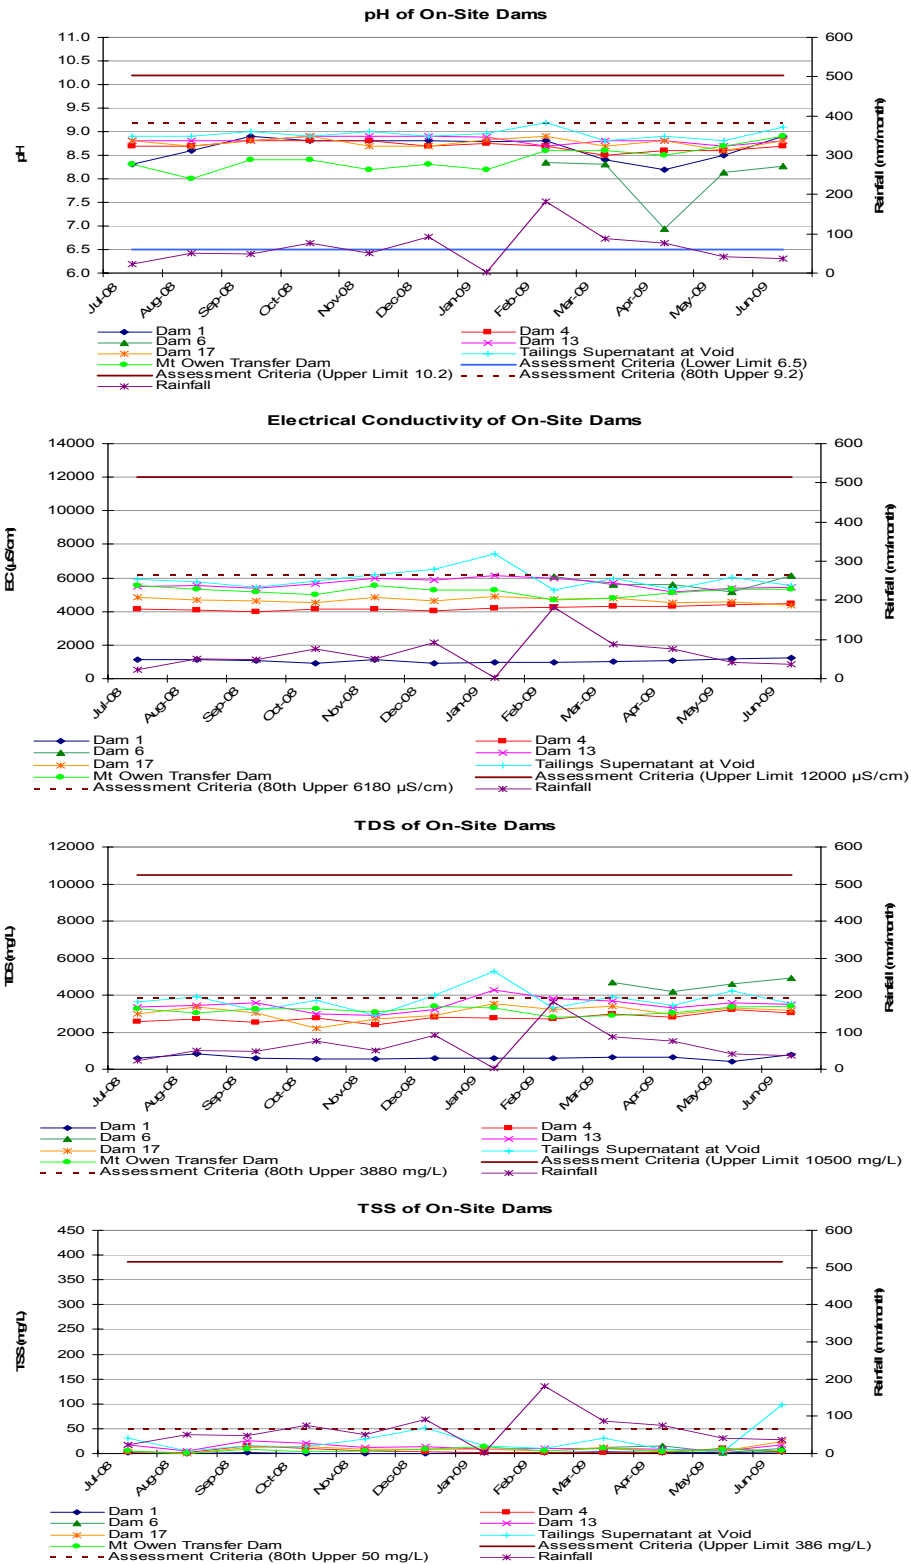 pH of On-Site Dams
11.0
10.5
10.0
9.5
9.0
8.5
8.0
7.5
7.0
6.5
6.0
pH
600
500
400
300
200
100
0
Rainfall (mm/month)
Jul-08 Aug-08 Sep-08 Oct-08 Nov-08 Dec-08 Jan-09 Feb-09 Mar-09 Apr-09 May-09 Jun-09
Dam 1 Dam 4
Dam 6 Dam 13
Dam 17 Tailings Supernatant at Void
Mt Owen Transfer Dam Assessment Criteria (Lower Limit 6.5)
Assessment Criteria (Upper Limit 10.2) Assessment Criteria (80th Upper 9.2)
Rainfall
Electrical Conductivity of On-Site Dams
14000
12000
10000
8000
6000
4000
2000
0
EC (µS/cm)
600
500
400
300
200
100
0
Rainfall (mm/month)
Jul-08 Aug-08 Sep-08 Oct-08 Nov-08 Dec-08 Jan-09 Feb-09 Mar-09 Apr-09 May-09 Jun-09
Dam 1 Dam 4
Dam 6 Dam 13
Dam 17 Tailings Supernatant at Void
Mt Owen Transfer Dam Assessment Criteria (Upper Limit 12000 µS/cm)
Assessment Criteria (80th Upper 6180 µS/cm) Rainfall
TDS of On-Site Dams
12000
10000
8000
6000
4000
2000
0
TDS (mg/L)
600
500
400
300
200
100
0
Rainfall (mm/month)
Jul-08 Aug-08 Sep-08 Oct-08 Nov-08 Dec-08 Jan-09 Feb-09 Mar-09 Apr-09 May-09 Jun-09
Dam 1 Dam 4
Dam 6 Dam 13
Dam 17 Tailings Supernatant at Void
Mt Owen Transfer Dam Assessment Criteria (Upper Limit 10500 mg/L)
Assessment Criteria (80th Upper 3880 mg/L) Rainfall
TSS of On-Site Dams
450
400
350
300
250
200
150
100
50
0
TSS (mg/L)
600
500
400
300
200
100
0
Rainfall (mm/month)
Jul-08 Aug-08 Sep-08 Oct-08 Nov-08 Dec-08 Jan-09 Feb-09 Mar-09 Apr-09 May-09 Jun-09
Dam 1 Dam 4
Dam 6 Dam 13
Dam 17 Tailings Supernatant at Void
Mt Owen Transfer Dam Assessment Criteria (Upper Limit 386 mg/L)
Assessment Criteria (80th Upper 50 mg/L) Rainfall